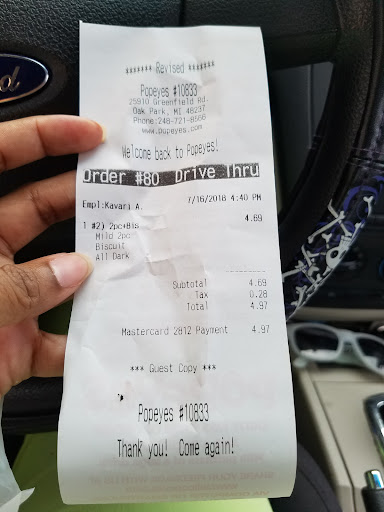 ******* Revised *******
Popeyes #10833
25910 Greenfield Rd.
Oak Park, MI 48237
Phone:248-721-8566
www.popeyes.com
Welcome back to Popeyes!
Order #80 Drive Thru
Empl:Kavari A. 7/16/2018 4:40 PM
1 #2) 2pc+Bis 4.69
Mild 2pc
Biscuit
All Dark
Subtotal 4.69
Tax 0.28
Total 4.97
Mastercard 2812 Payment 4.97
*** Guest Copy ***
Popeyes #10833
Thank you! Come again!